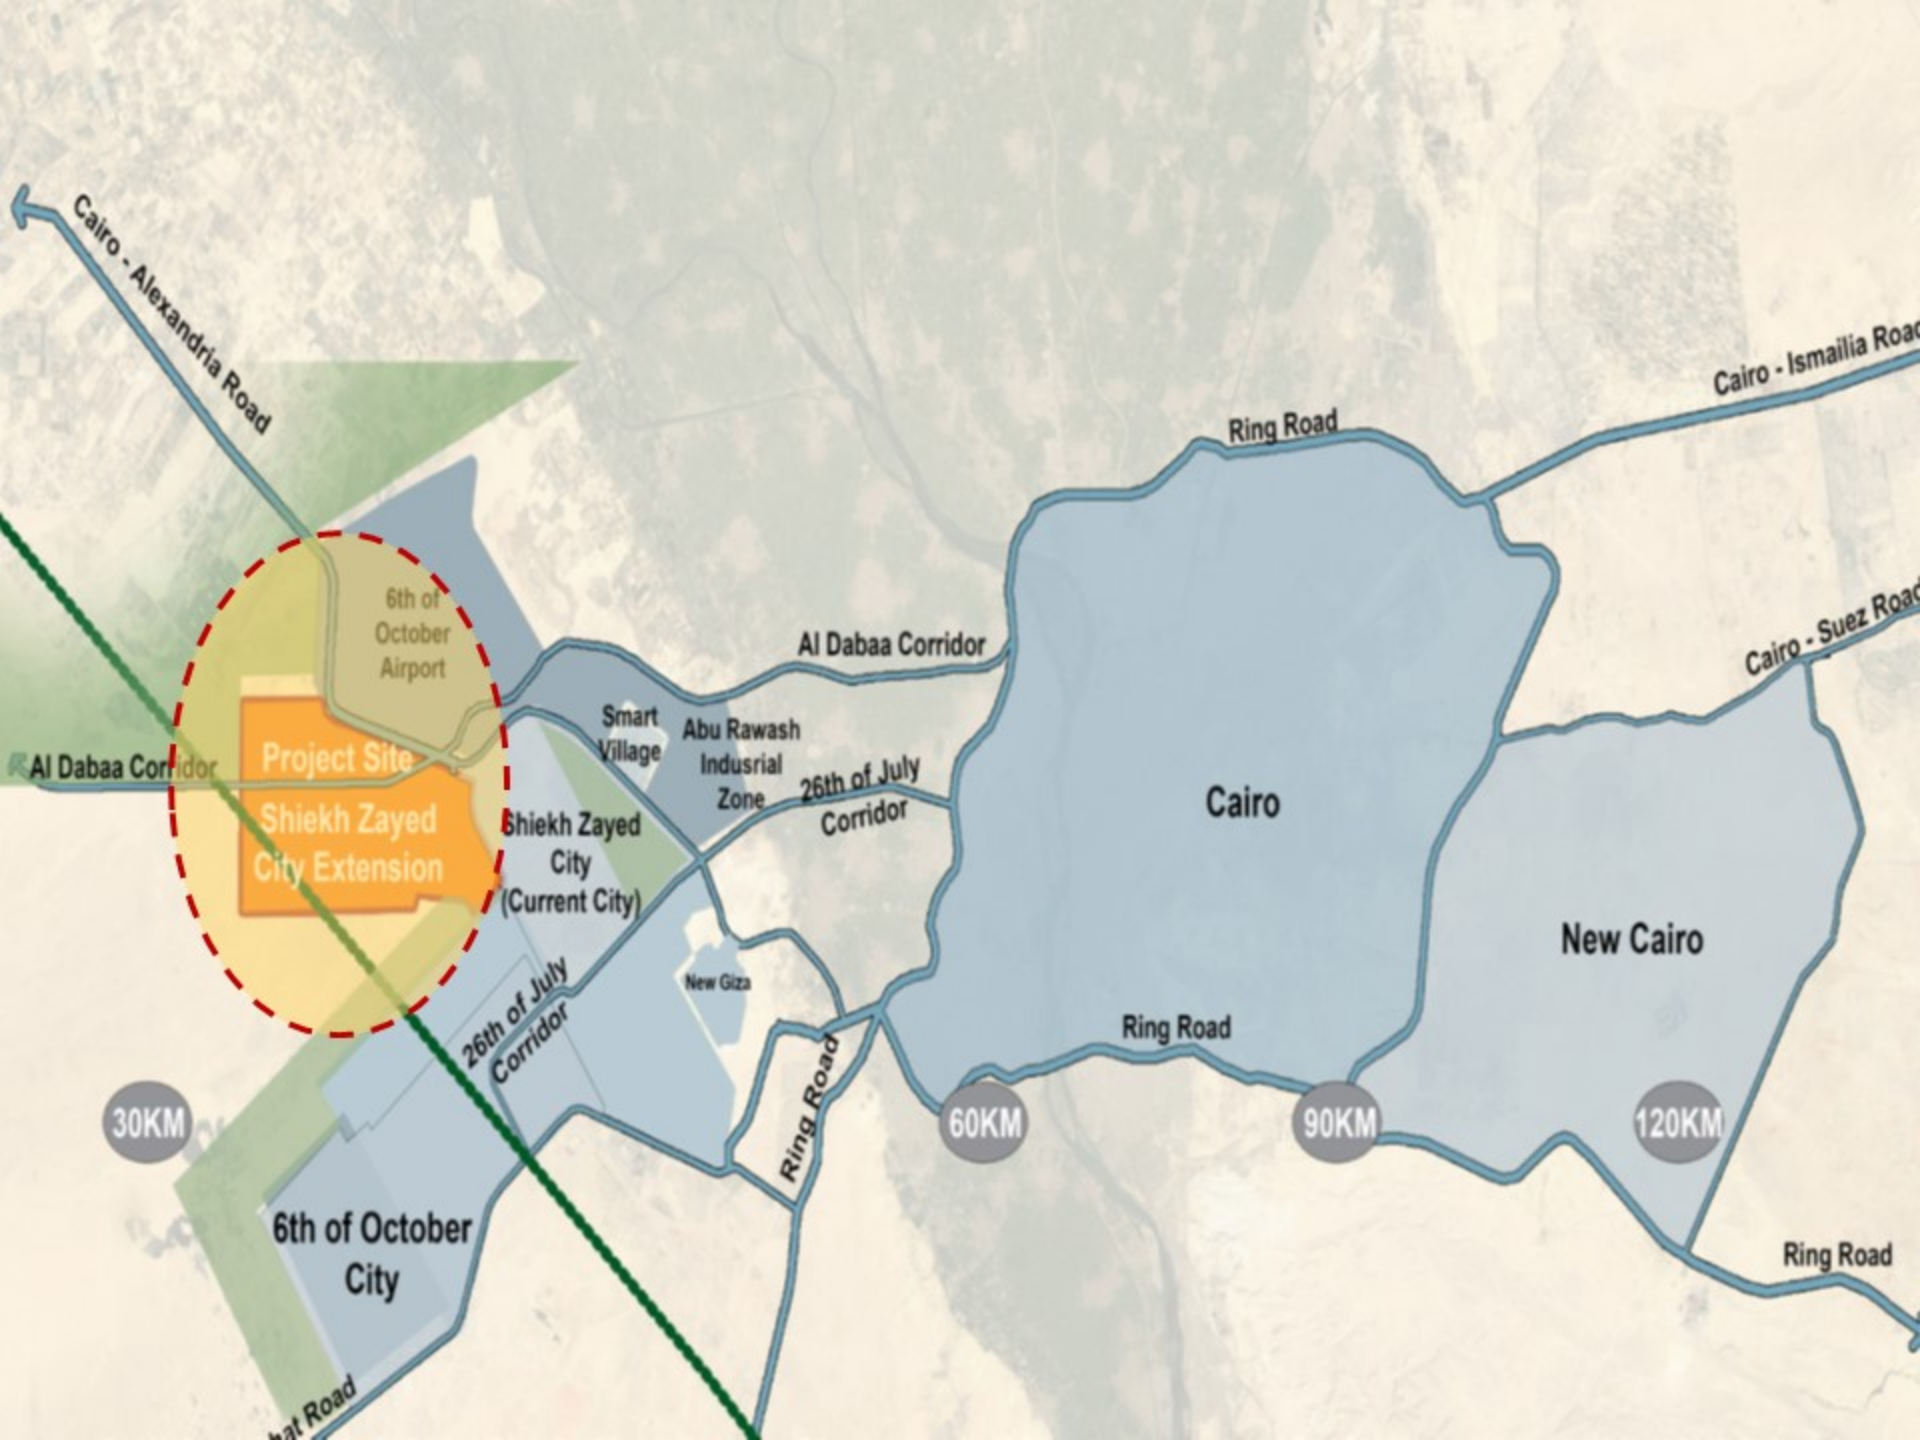 Cairo - Alexandria Road
Cairo - Ismailia Road
Ring Road
6th of
October
Airport
Cairo - Suez Road
Al Dabaa Corridor
Smart
Village
Abu Rawash
Indusrial
Zone
Al Dabaa Corridor
Project Site
Shiekh Zayed
City Extension
26th of July
Corridor
Shiekh Zayed
City
(Current City)
Cairo
New Cairo
New Giza
26th of July
Corridor
Ring Road
Ring Road
30KM
60KM
90KM
120KM
6th of October
City
Ring Road
hat Road